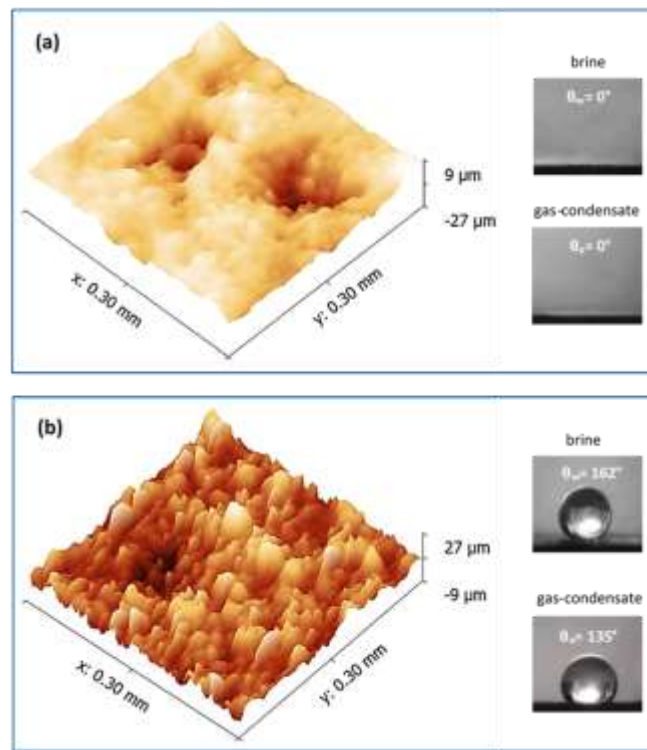 (a)
brine
θw= 0°
9 µm
-27 µm
gas-condensate
θo= 0°
x: 0.30 mm
y: 0.30 mm
(b)
brine
θw= 162°
27 µm
-9 µm
gas-condensate
θo= 135°
x: 0.30 mm
y: 0.30 mm